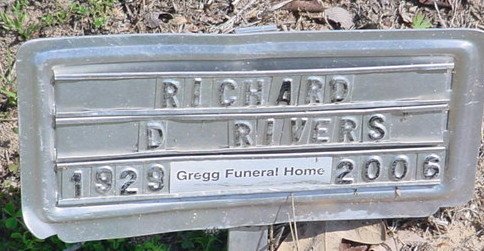 RICHARD
D RIVERS
1929 Gregg Funeral Home 2006